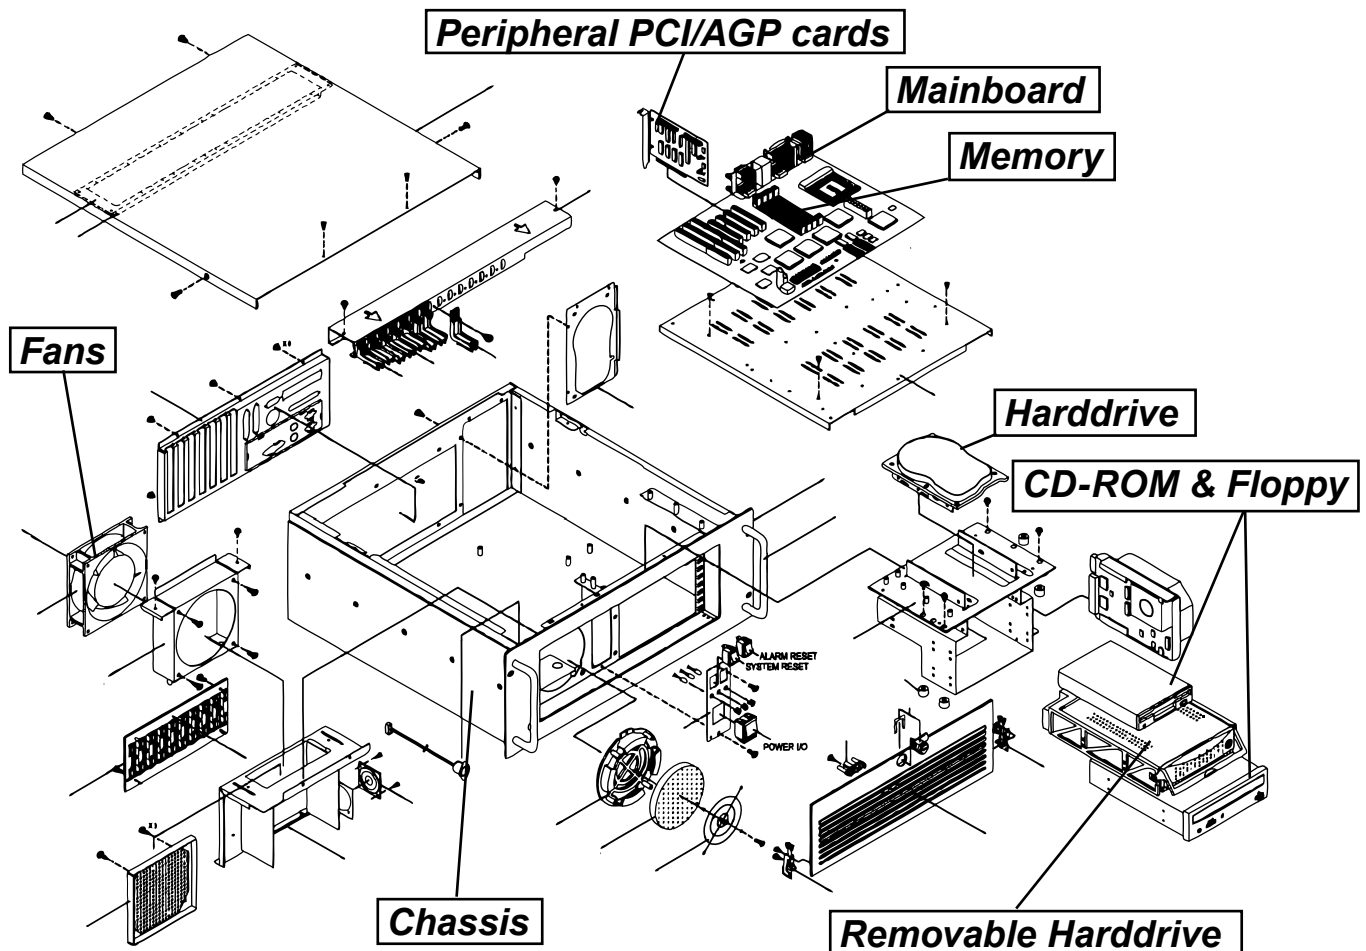 Peripheral PCI/AGP cards
Mainboard
Memory
Fans
Harddrive
CD-ROM & Floppy
ALARM RESET
SYSTEM RESET
POWER I/O
Chassis
Removable Harddrive